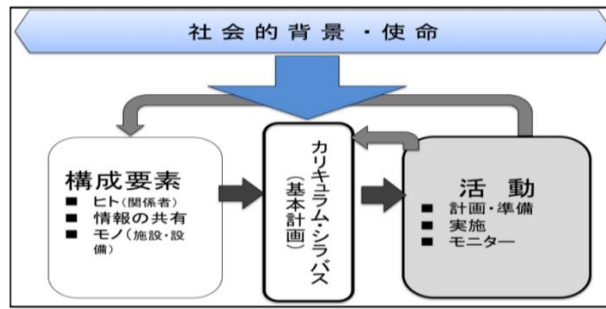 社会的背景・使命
構成要素
■ ヒト(関係者)
■ 情報の共有
■ モノ(施設・設
備)
カリキュラム・シラバス
(基本計画)
活 動
■ 計画・準備
■ 実施
■ モニター